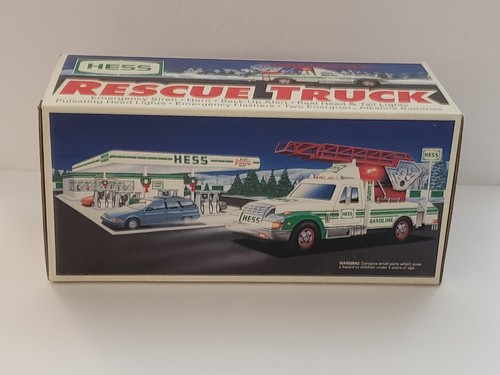 HESS
RESCUE TRUCK
Emergency Siren • Horn • Back Up Alert • Real Head & Tail Lights
Pulsating Head Lights • Emergency Flashers • Two Energizer® Alkaline Batteries
HESS
HESS
HESS
HESS
GASOLINE
WARNING: Contains small parts which may pose
a hazard to children under 3 years of age.